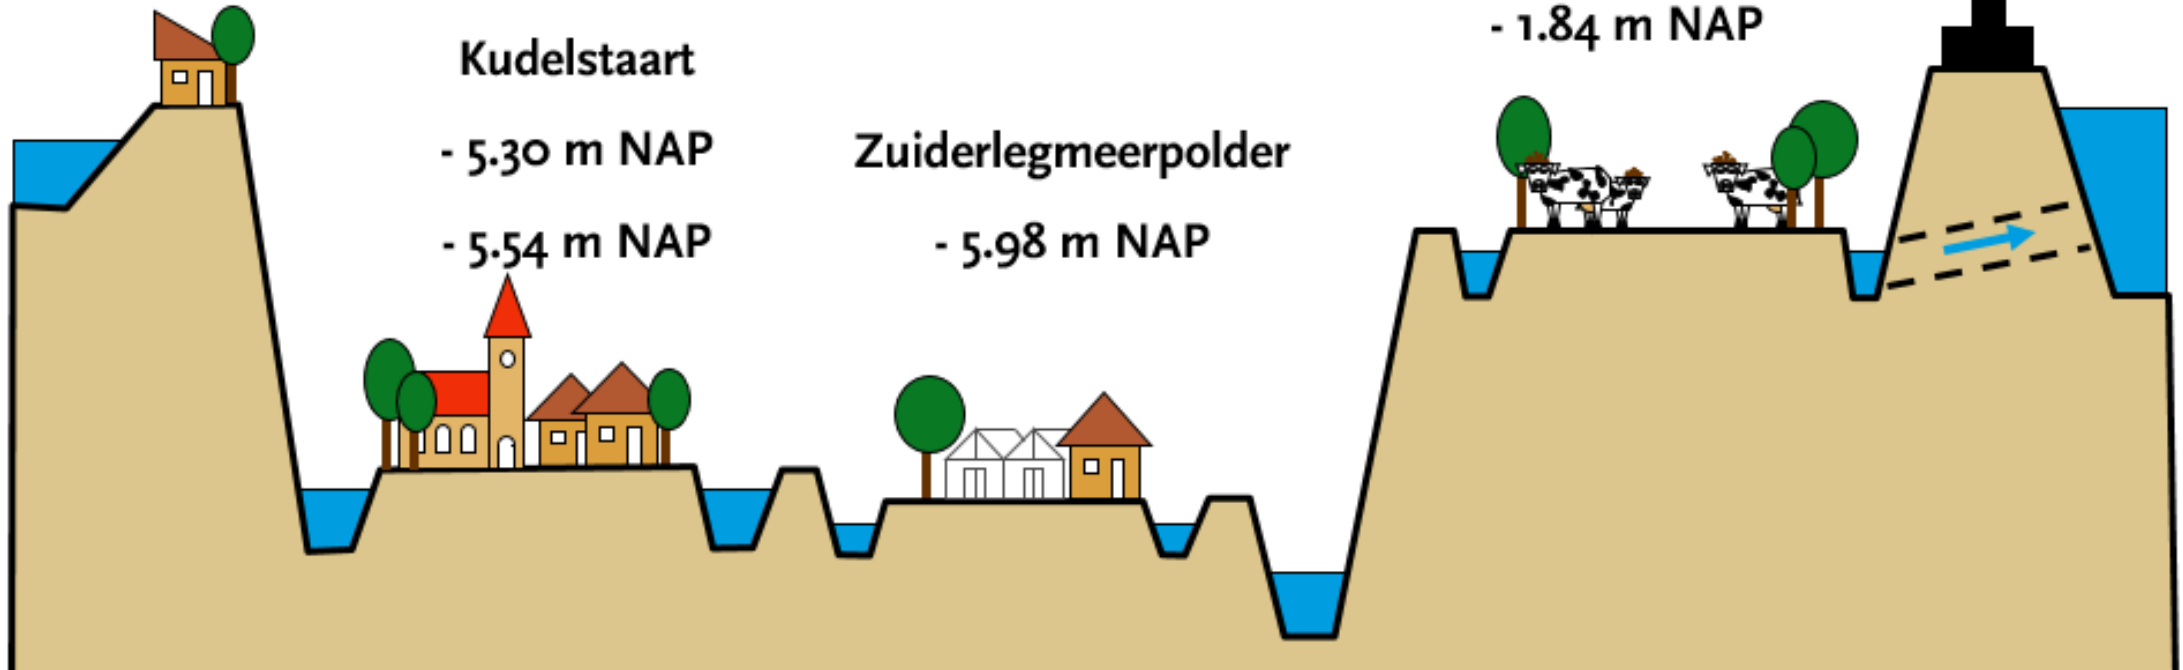 Kudelstaart
- 5.30 m NAP
- 5.54 m NAP
Zuiderlegmeerpolder
- 5.98 m NAP
- 1.84 m NAP